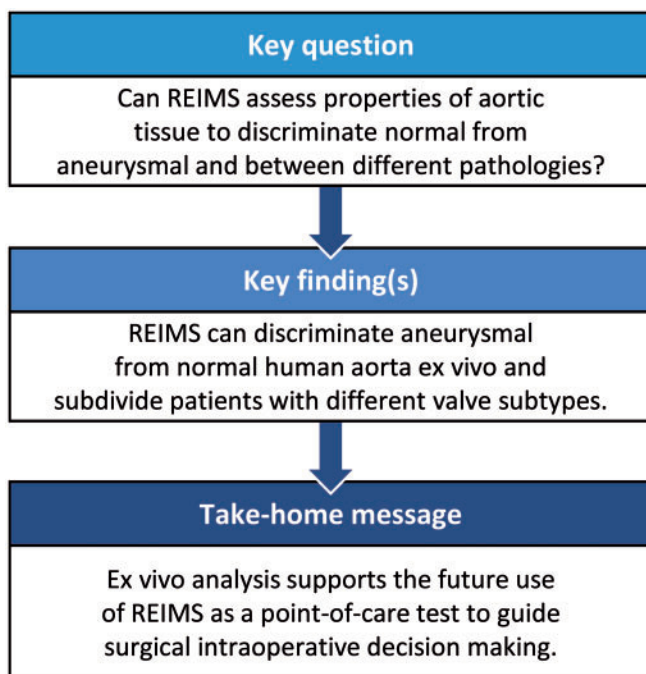 Key question
Can REIMS assess properties of aortic
tissue to discriminate normal from
aneurysmal and between different pathologies?
Key finding(s)
REIMS can discriminate aneurysmal
from normal human aorta ex vivo and
subdivide patients with different valve subtypes.
Take-home message
Ex vivo analysis supports the future use
of REIMS as a point-of-care test to guide
surgical intraoperative decision making.